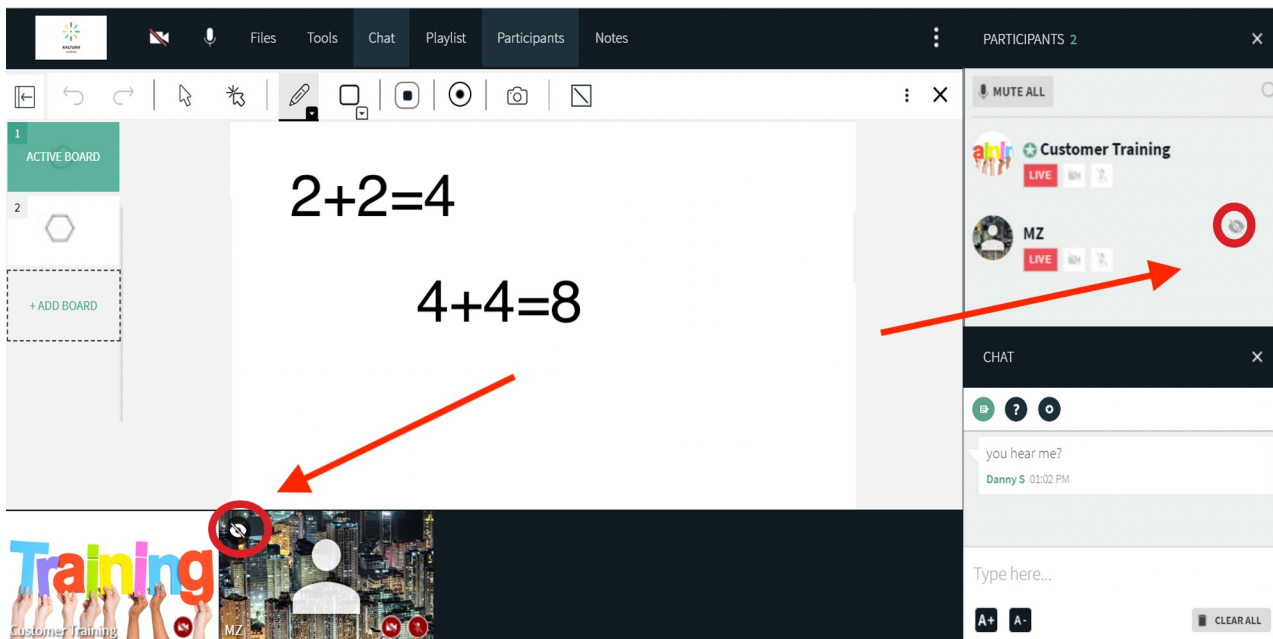 KALTURA
Files Tools Chat Playlist Participants Notes
PARTICIPANTS 2
MUTE ALL
1
ACTIVE BOARD
2
+ ADD BOARD
2+2=4
4+4=8
Customer Training
LIVE
MZ
LIVE
CHAT
you hear me?
Danny S 01:02 PM
Type here...
A+ A-
CLEAR ALL
Training
Customer Training
MZ